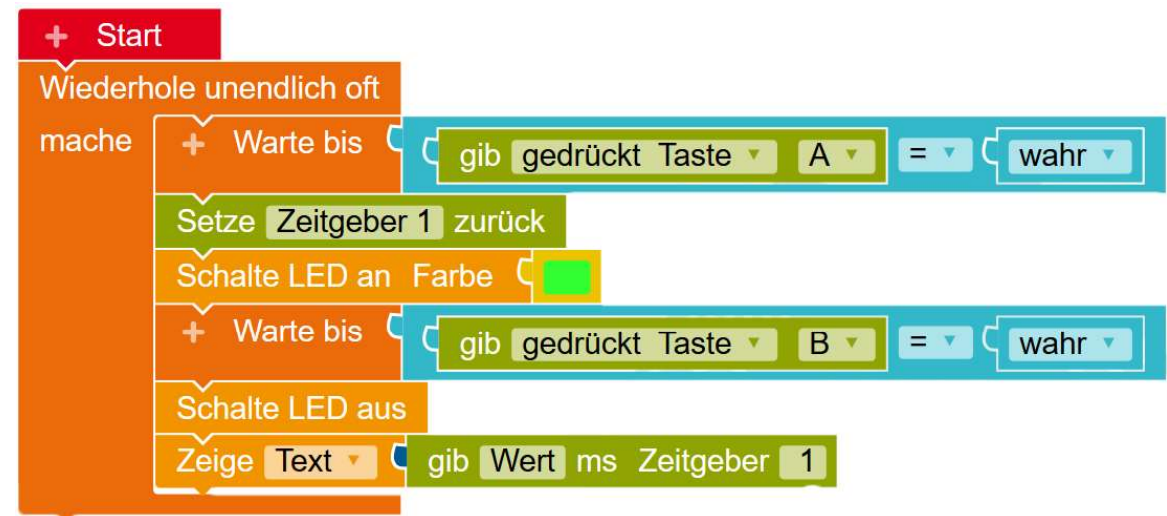 + Start
Wiederhole unendlich oft
mache + Warte bis gib gedrückt Taste A = wahr
Setze Zeitgeber 1 zurück
Schalte LED an Farbe
+ Warte bis gib gedrückt Taste B = wahr
Schalte LED aus
Zeige Text gib Wert ms Zeitgeber 1